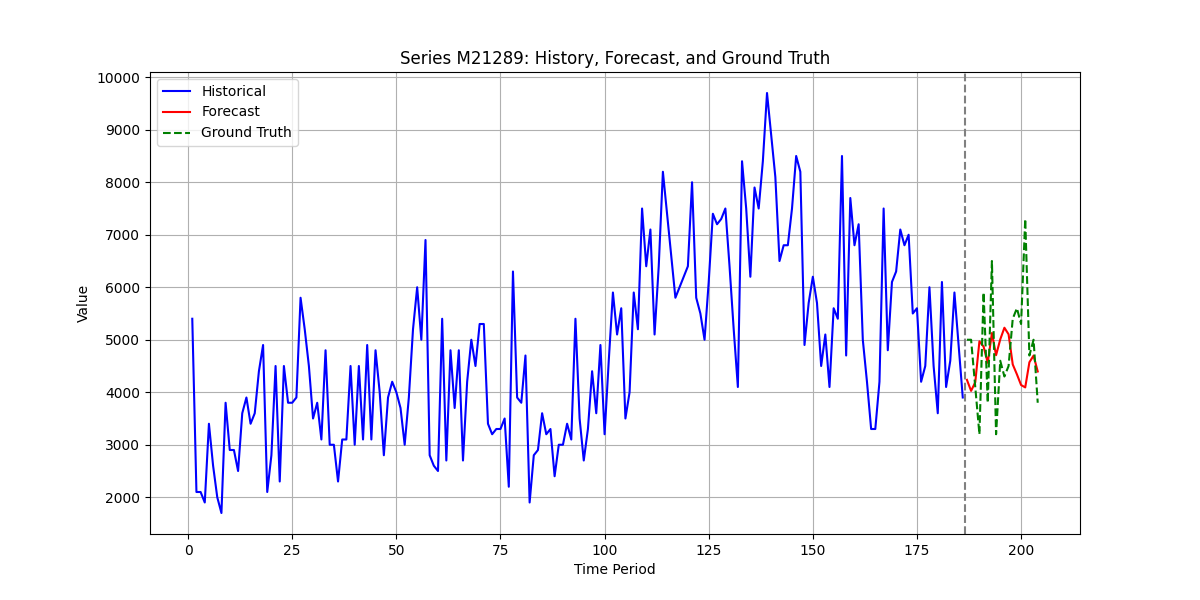 Series M21289: History, Forecast, and Ground Truth
Historical
Forecast
Ground Truth
10000
9000
8000
7000
6000
5000
4000
3000
2000
Value
0 25 50 75 100 125 150 175 200
Time Period